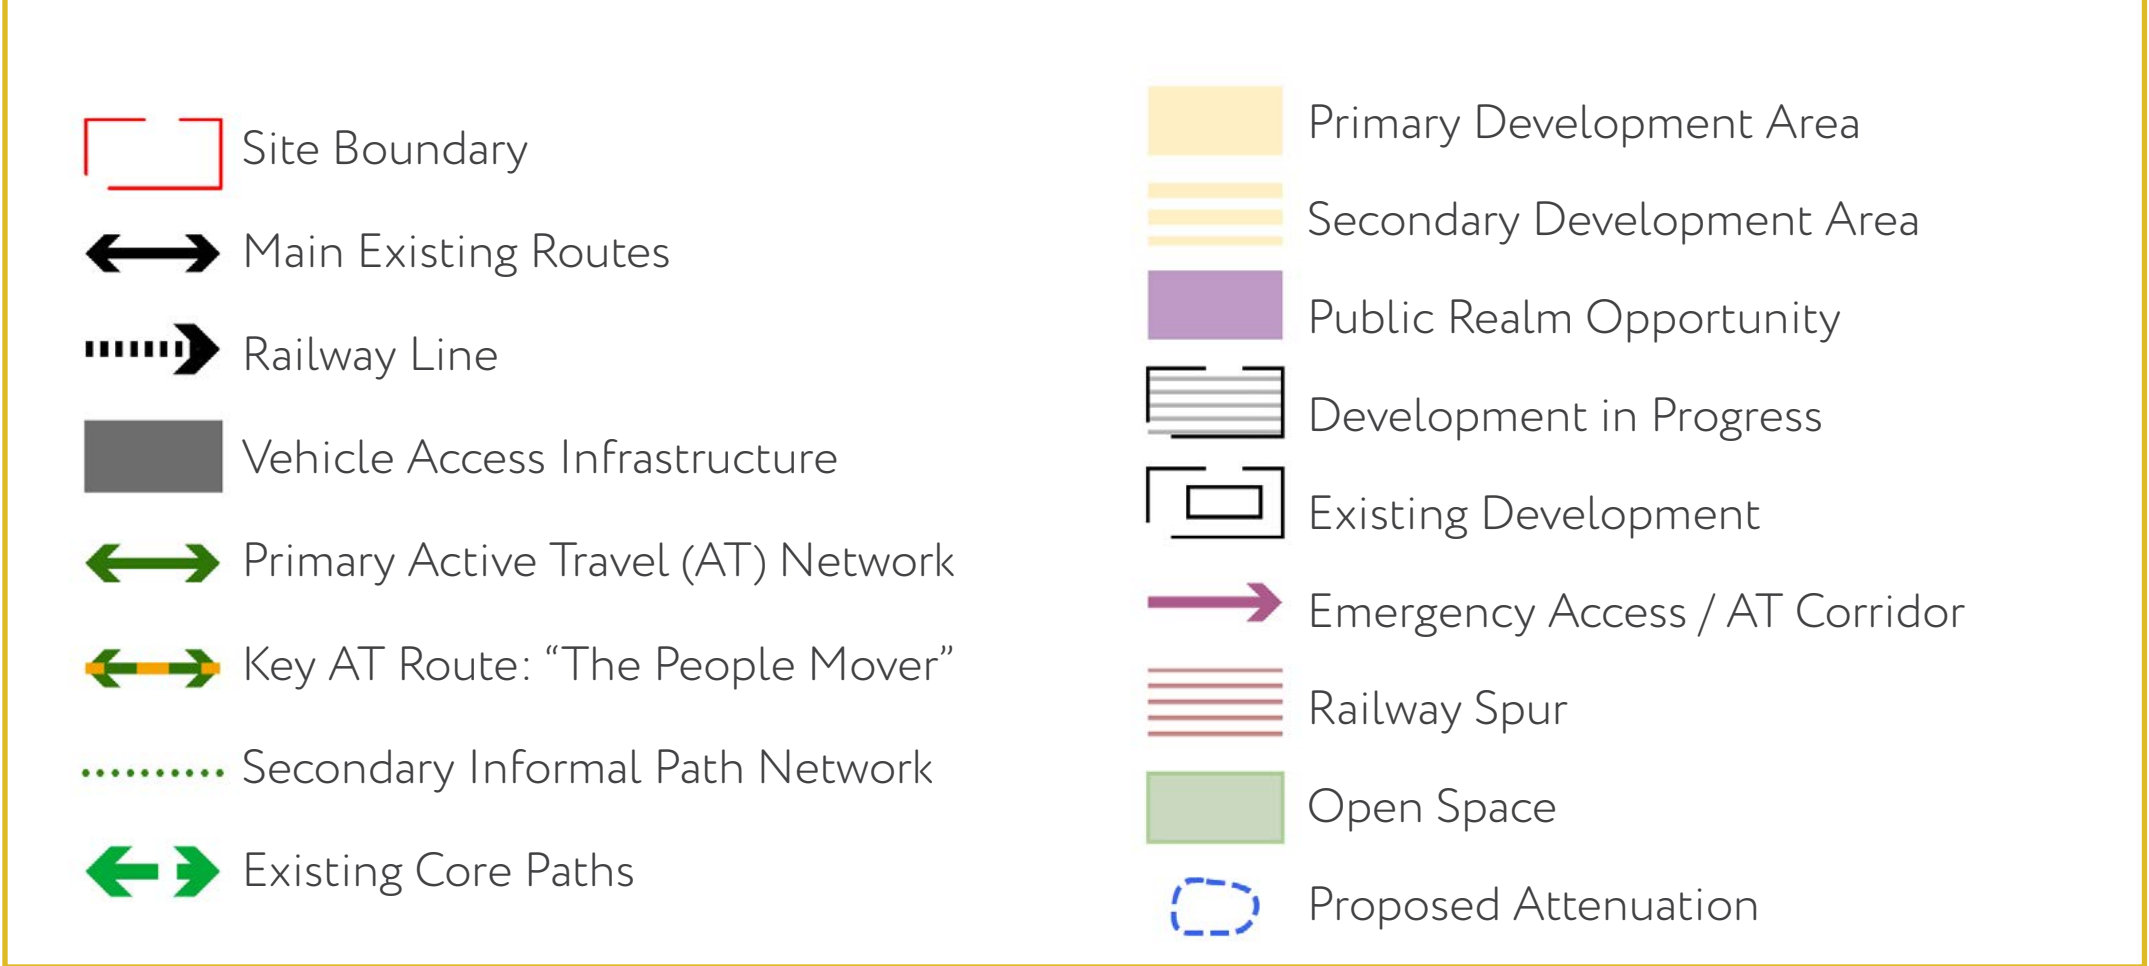 Site Boundary
Main Existing Routes
Railway Line
Vehicle Access Infrastructure
Primary Active Travel (AT) Network
Key AT Route: “The People Mover”
Secondary Informal Path Network
Existing Core Paths
Primary Development Area
Secondary Development Area
Public Realm Opportunity
Development in Progress
Existing Development
Emergency Access / AT Corridor
Railway Spur
Open Space
Proposed Attenuation